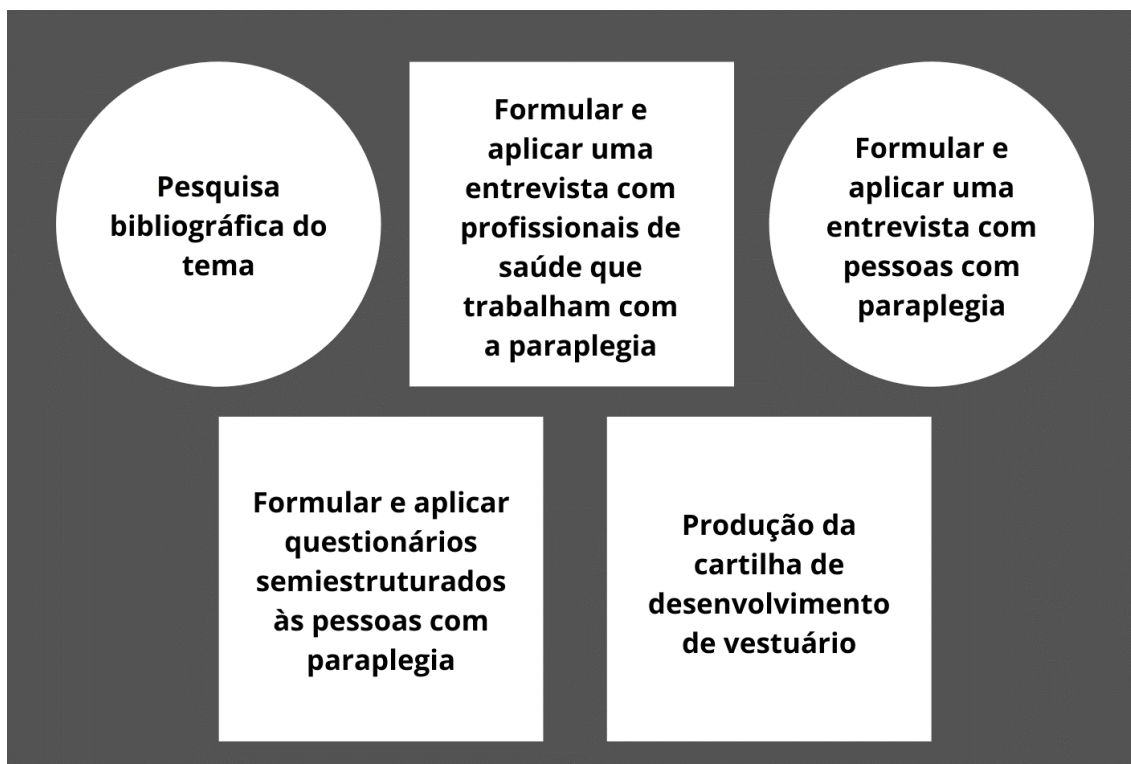 Pesquisa
bibliográfica do
tema
Formular e
aplicar uma
entrevista com
profissionais de
saúde que
trabalham com
a paraplegia
Formular e
aplicar uma
entrevista com
pessoas com
paraplegia
Formular e aplicar
questionários
semiestruturados
às pessoas com
paraplegia
Produção da
cartilha de
desenvolvimento
de vestuário